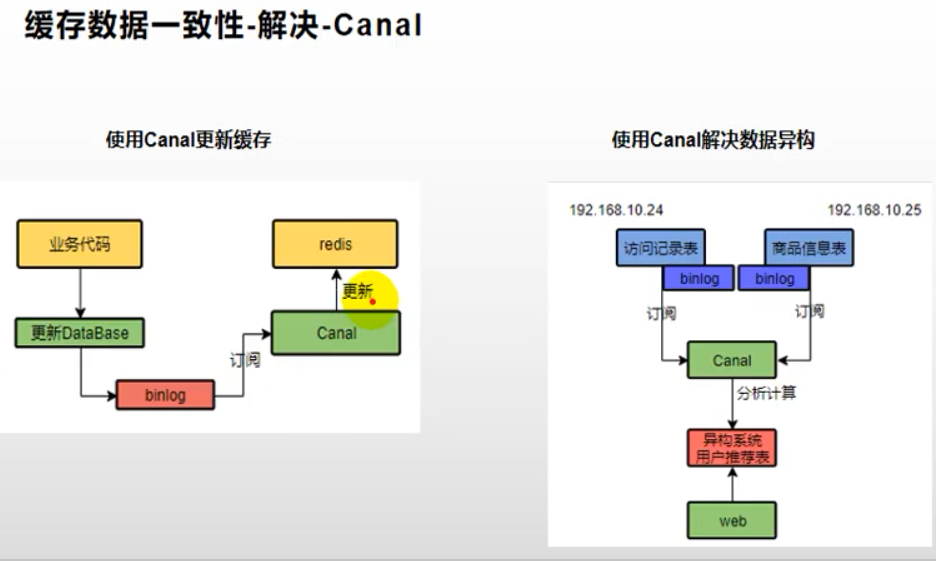 缓存数据一致性-解决-Canal
使用Canal更新缓存
业务代码
redis
更新
更新DataBase
Canal
订阅
binlog
使用Canal解决数据异构
192.168.10.24
192.168.10.25
访问记录表
商品信息表
binlog
binlog
订阅
订阅
Canal
分析计算
异构系统
用户推荐表
web